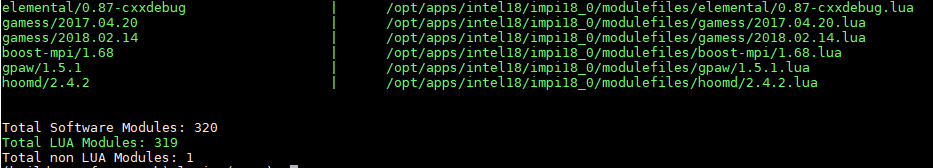 elemental/0.87-cxxdebug | /opt/apps/intel18/impi18_0/modulefiles/elemental/0.87-cxxdebug.lua
gamess/2017.04.20 | /opt/apps/intel18/impi18_0/modulefiles/gamess/2017.04.20.lua
gamess/2018.02.14 | /opt/apps/intel18/impi18_0/modulefiles/gamess/2018.02.14.lua
boost-mpi/1.68 | /opt/apps/intel18/impi18_0/modulefiles/boost-mpi/1.68.lua
gpaw/1.5.1 | /opt/apps/intel18/impi18_0/modulefiles/gpaw/1.5.1.lua
hoomd/2.4.2 | /opt/apps/intel18/impi18_0/modulefiles/hoomd/2.4.2.lua
Total Software Modules: 320
Total LUA Modules: 319
Total non LUA Modules: 1